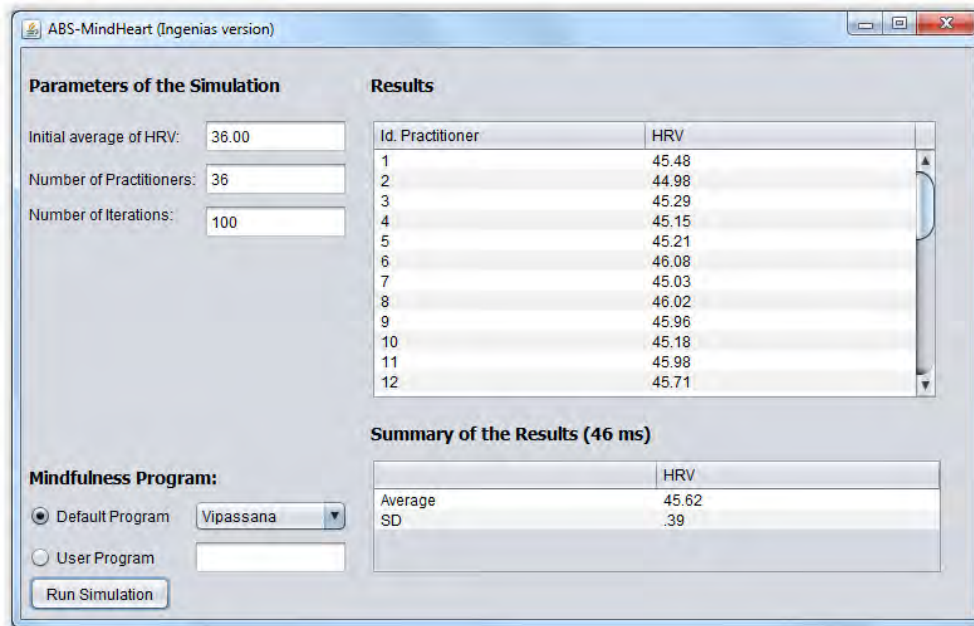 ABS-MindHeart (Ingenias version)
Parameters of the Simulation
Initial average of HRV: 36.00
Number of Practitioners: 36
Number of Iterations: 100
Results
Id. Practitioner HRV
1 45.48
2 44.98
3 45.29
4 45.15
5 45.21
6 46.08
7 45.03
8 46.02
9 45.96
10 45.18
11 45.98
12 45.71
Summary of the Results (46 ms)
HRV
Average 45.62
SD .39
Mindfulness Program:
Default Program Vipassana
User Program
Run Simulation